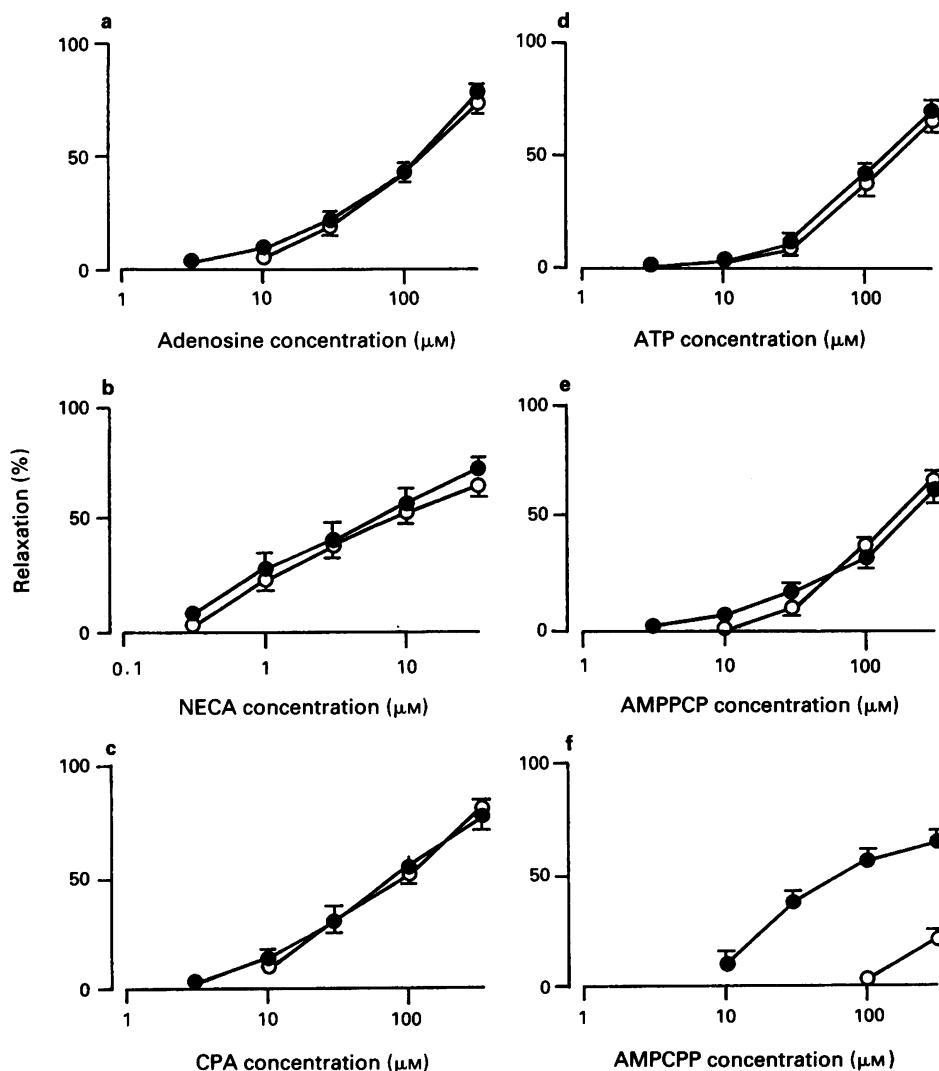 a
100
50
0
1 10 100
Adenosine concentration (μM)
b
100
50
0
0.1 1 10
NECA concentration (μM)
c
100
50
0
1 10 100
CPA concentration (μM)
Relaxation (%)
d
100
50
0
1 10 100
ATP concentration (μM)
e
100
50
0
1 10 100
AMPPCP concentration (μM)
f
100
50
0
1 10 100
AMPCPP concentration (μM)